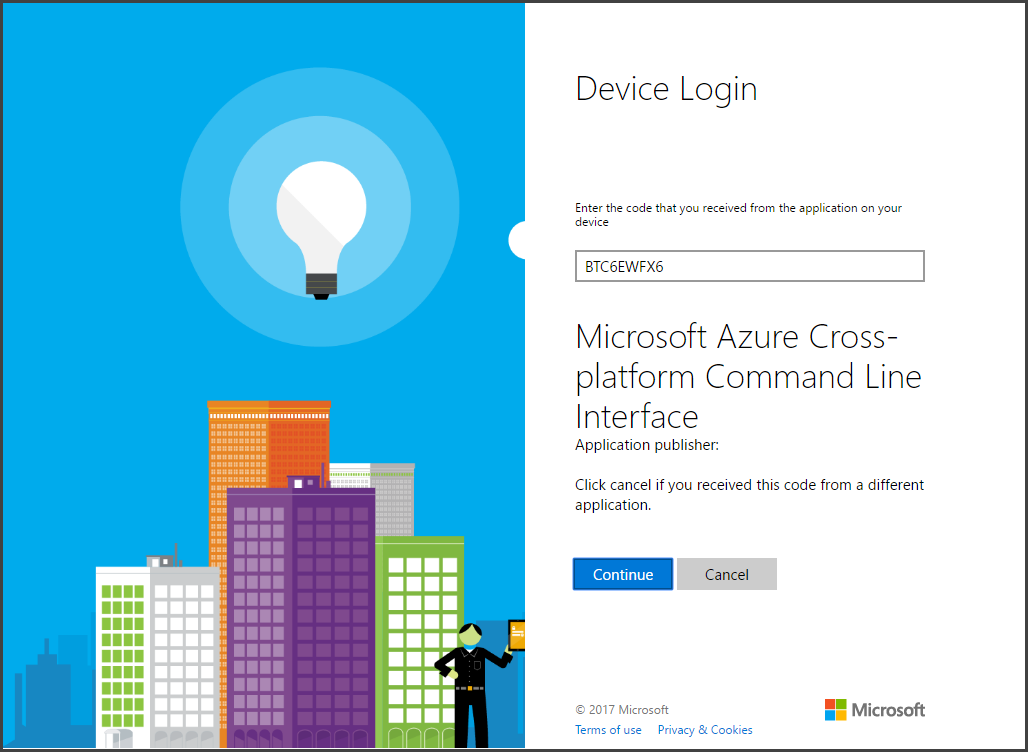 Device Login
Enter the code that you received from the application on your
device
BTC6EWFX6
Microsoft Azure Cross-
platform Command Line
Interface
Application publisher:
Click cancel if you received this code from a different
application.
Continue
Cancel
© 2017 Microsoft
Terms of use Privacy & Cookies
Microsoft